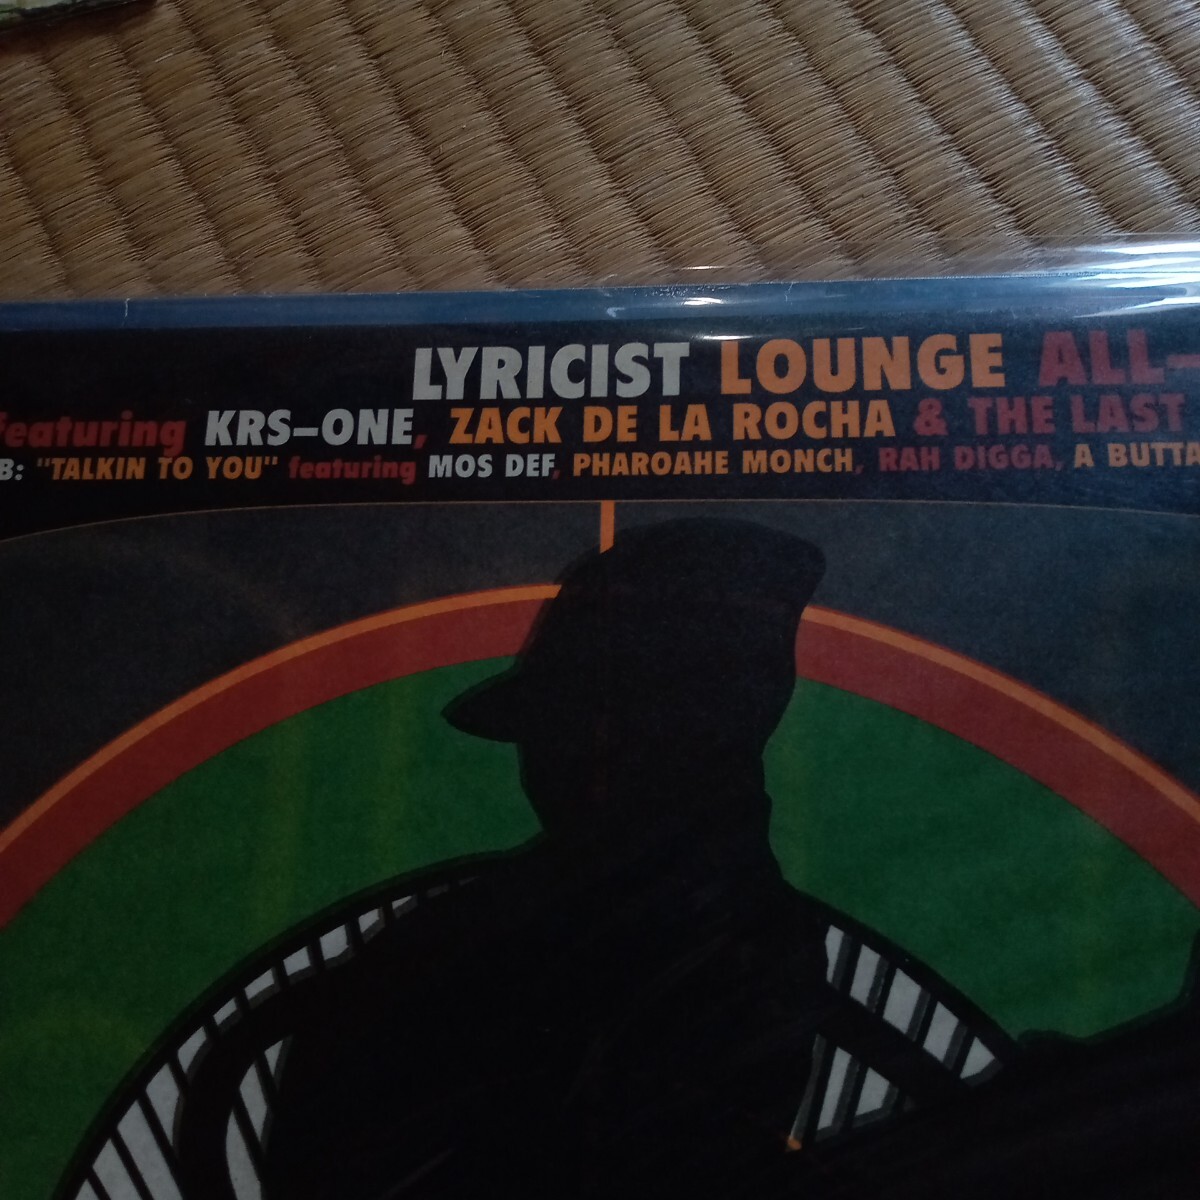 LYRICIST LOUNGE ALL–
featuring KRS–ONE, ZACK DE LA ROCHA & THE LAST
B: "TALKIN TO YOU" featuring MOS DEF, PHAROAHE MONCH, RAH DIGGA, A BUTTA